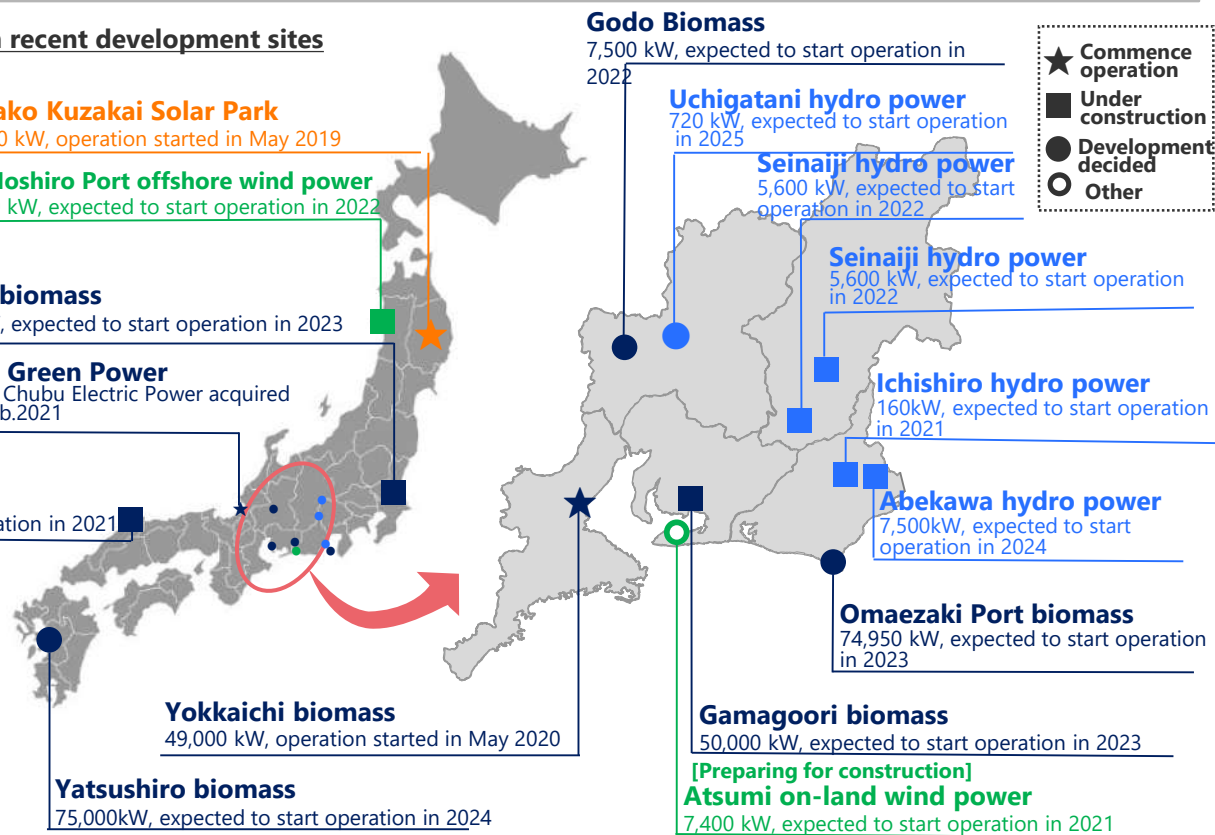 recent development sites
Kuzakai Solar Park
kW, operation started in May 2019
Port offshore wind power
kW, expected to start operation in 2022
biomass
expected to start operation in 2023
Green Power
Chubu Electric Power acquired
2021
in 2021
Godo Biomass
7,500 kW, expected to start operation in
2022
Uchigatani hydro power
720 kW, expected to start operation
in 2025
Seinaiji hydro power
5,600 kW, expected to start
operation in 2022
Seinaiji hydro power
5,600 kW, expected to start operation
in 2022
Ichishiro hydro power
160kW, expected to start operation
in 2021
Abekawa hydro power
7,500kW, expected to start
operation in 2024
Omaezaki Port biomass
74,950 kW, expected to start operation
in 2023
Yokkaichi biomass
49,000 kW, operation started in May 2020
Gamagoori biomass
50,000 kW, expected to start operation in 2023
[Preparing for construction]
Atsumi on-land wind power
7,400 kW, expected to start operation in 2021
Yatsushiro biomass
75,000kW, expected to start operation in 2024
Commence
operation
Under
construction
Development
decided
Other